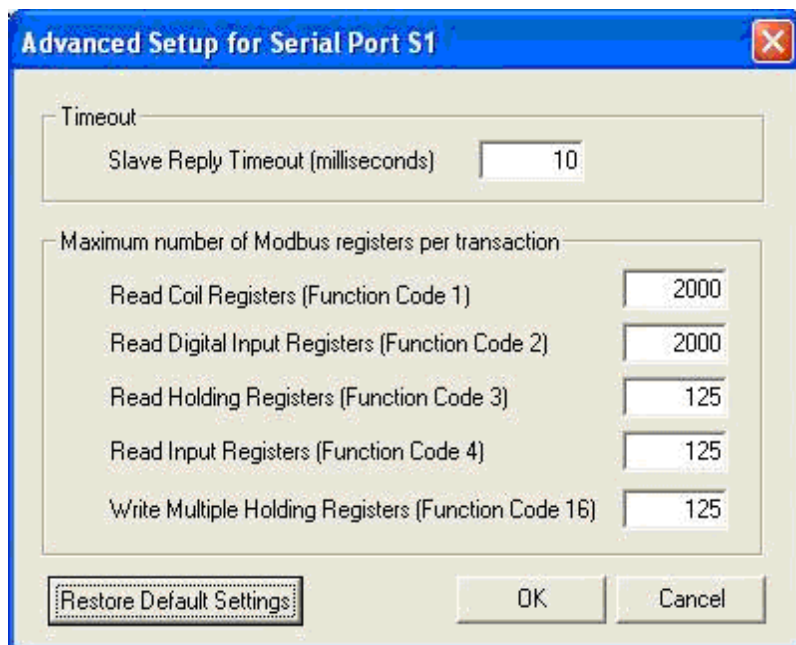 Advanced Setup for Serial Port S1
Timeout
Slave Reply Timeout (milliseconds) 10
Maximum number of Modbus registers per transaction
Read Coil Registers (Function Code 1) 2000
Read Digital Input Registers (Function Code 2) 2000
Read Holding Registers (Function Code 3) 125
Read Input Registers (Function Code 4) 125
Write Multiple Holding Registers (Function Code 16) 125
Restore Default Settings OK Cancel